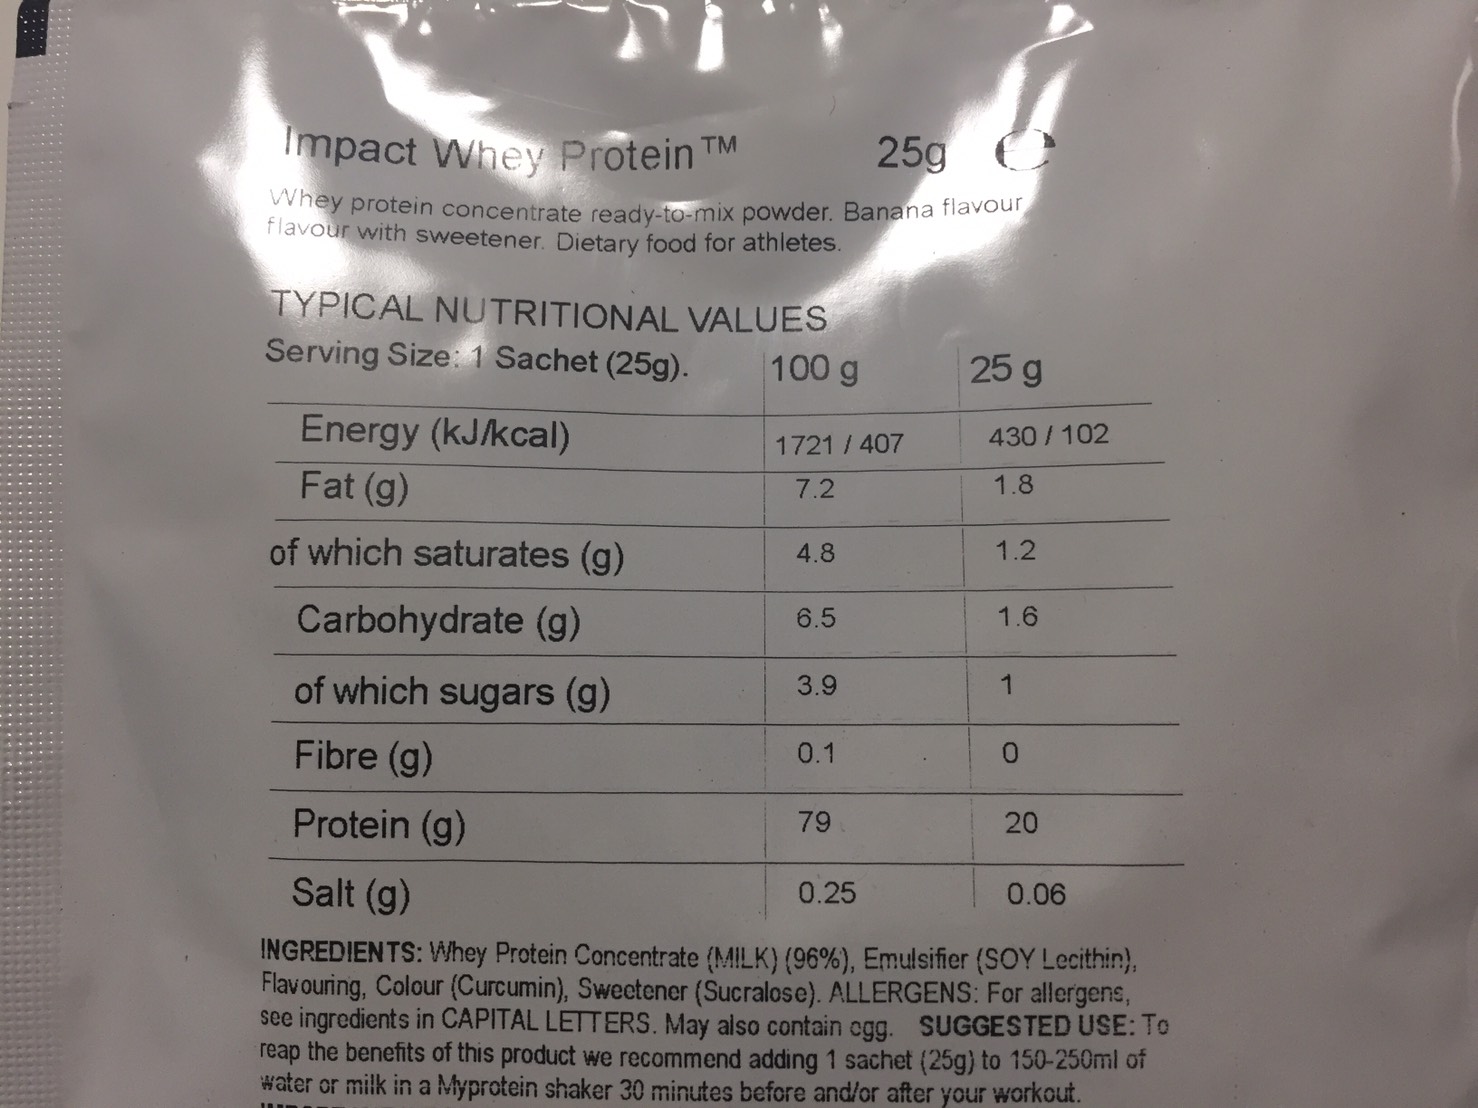 Impact Whey Protein™ 25g ℮
Whey protein concentrate ready-to-mix powder. Banana flavour
flavour with sweetener. Dietary food for athletes.
TYPICAL NUTRITIONAL VALUES
Serving Size: 1 Sachet (25g). 100 g 25 g
Energy (kJ/kcal) 1721 / 407 430 / 102
Fat (g) 7.2 1.8
of which saturates (g) 4.8 1.2
Carbohydrate (g) 6.5 1.6
of which sugars (g) 3.9 1
Fibre (g) 0.1 0
Protein (g) 79 20
Salt (g) 0.25 0.06
INGREDIENTS: Whey Protein Concentrate (MILK) (96%), Emulsifier (SOY Lecithin),
Flavouring, Colour (Curcumin), Sweetener (Sucralose). ALLERGENS: For allergens,
see ingredients in CAPITAL LETTERS. May also contain egg. SUGGESTED USE: To
reap the benefits of this product we recommend adding 1 sachet (25g) to 150-250ml of
water or milk in a Myprotein shaker 30 minutes before and/or after your workout.